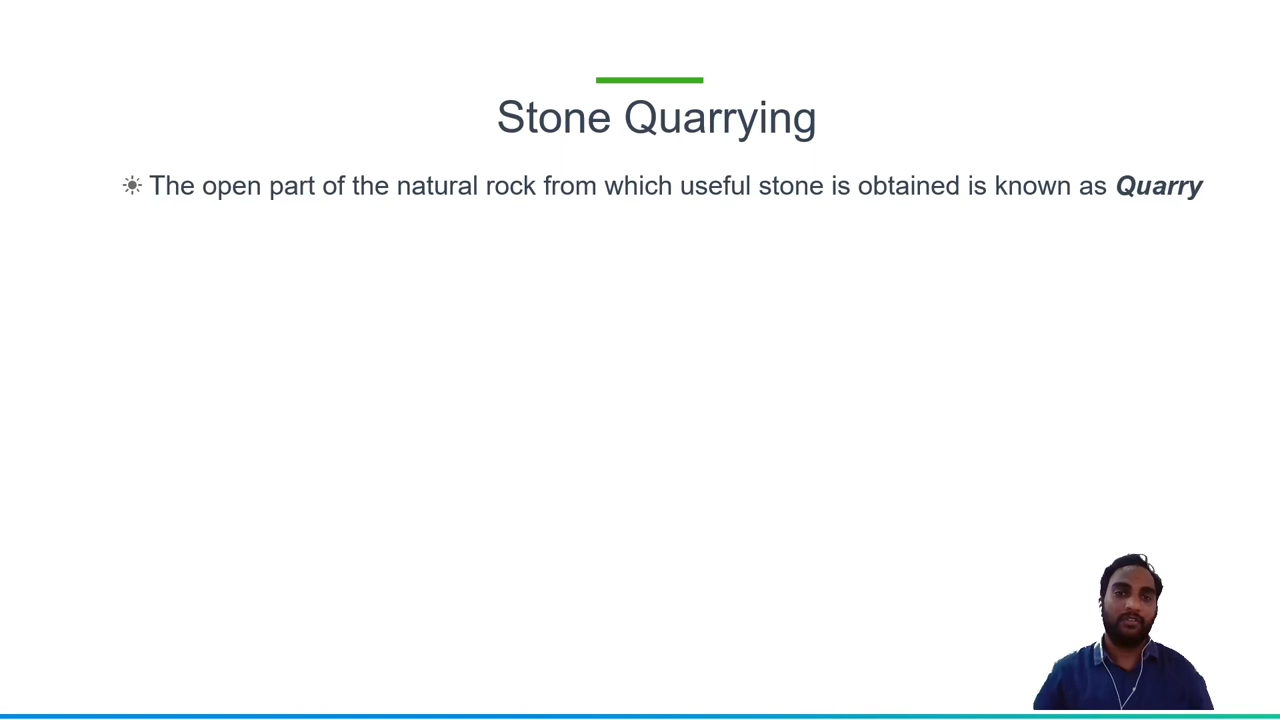 Stone Quarrying
The open part of the natural rock from which useful stone is obtained is known as Quarry